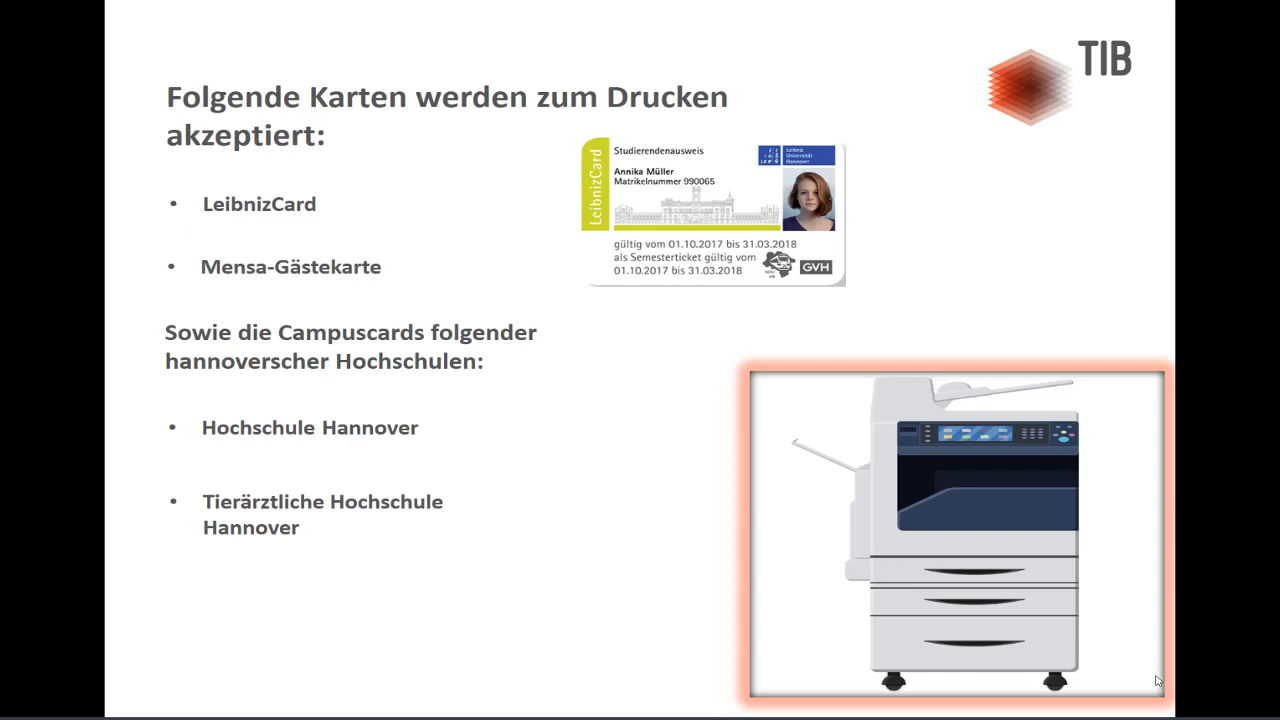 TIB
Folgende Karten werden zum Drucken
akzeptiert:
LeibnizCard
Studierendenausweis
Annika Müller
Matrikelnummer 990065
Leibniz
Universität
Hannover
gültig vom 01.10.2017 bis 31.03.2018
als Semesterticket gültig vom
01.10.2017 bis 31.03.2018
GVH
• LeibnizCard
• Mensa-Gästekarte
Sowie die Campuscards folgender
hannoverscher Hochschulen:
• Hochschule Hannover
• Tierärztliche Hochschule
Hannover